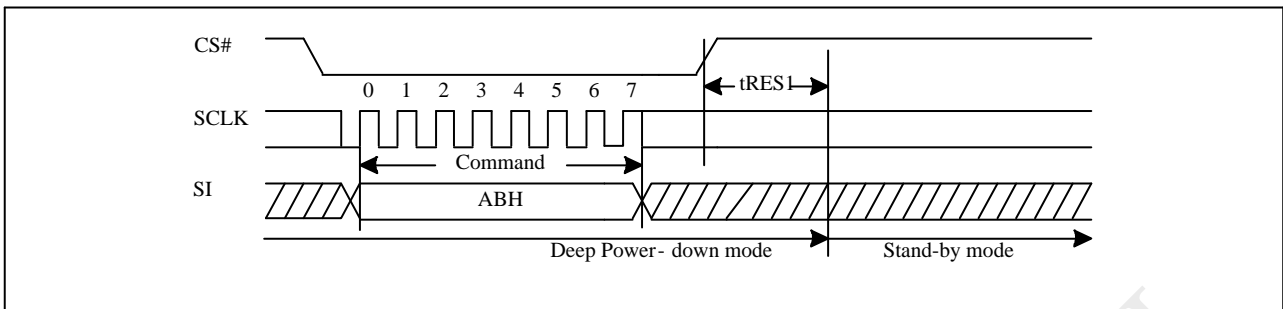 CS#
tRES1
0 1 2 3 4 5 6 7
SCLK
Command
SI
ABH
Deep Power- down mode Stand-by mode